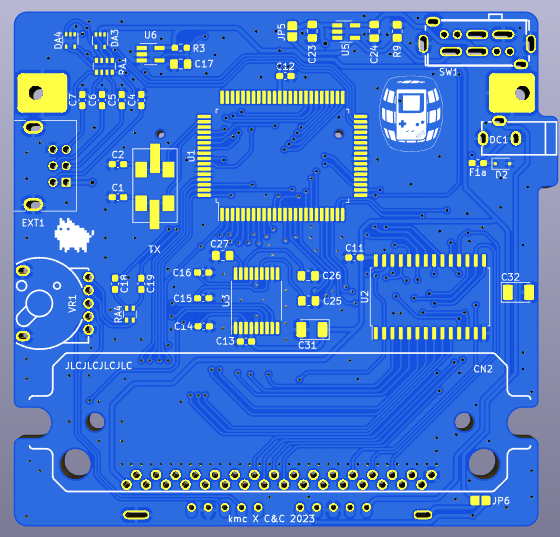 DA4
DA3
U6
R3
C17
RA1
JP5
C23
U5
C24
R9
SW1
C12
C7
C6
C5
C4
U1
DC1
C2
F1a
D2
C1
EXT1
TX
C27
C11
C16
C26
C18
C19
C32
VR1
C15
U3
C25
U2
RA4
C14
C31
C13
JLCJLCJLCJLC
CN2
JP6
kmc X C&C 2023